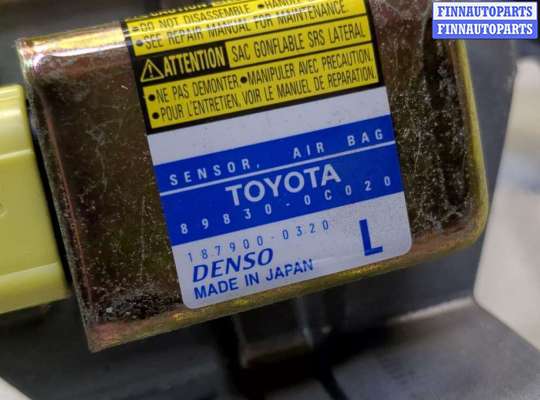 FINNAUTOPARTS
FINNAUTOPARTS
•DO NOT DISASSEMBLE.
•SEE REPAIR MANUAL FOR MAINTENANCE.
ATTENTION SAC GONFLABLE SRS LATERAL
•NE PAS DEMONTER. •MANIPULER AVEC PRECAUTION.
•POUR L'ENTRETIEN, VOIR LE MANUEL DE REPARATION.
SENSOR, AIR BAG
TOYOTA
89830-0C020
187900-0320
DENSO L
MADE IN JAPAN